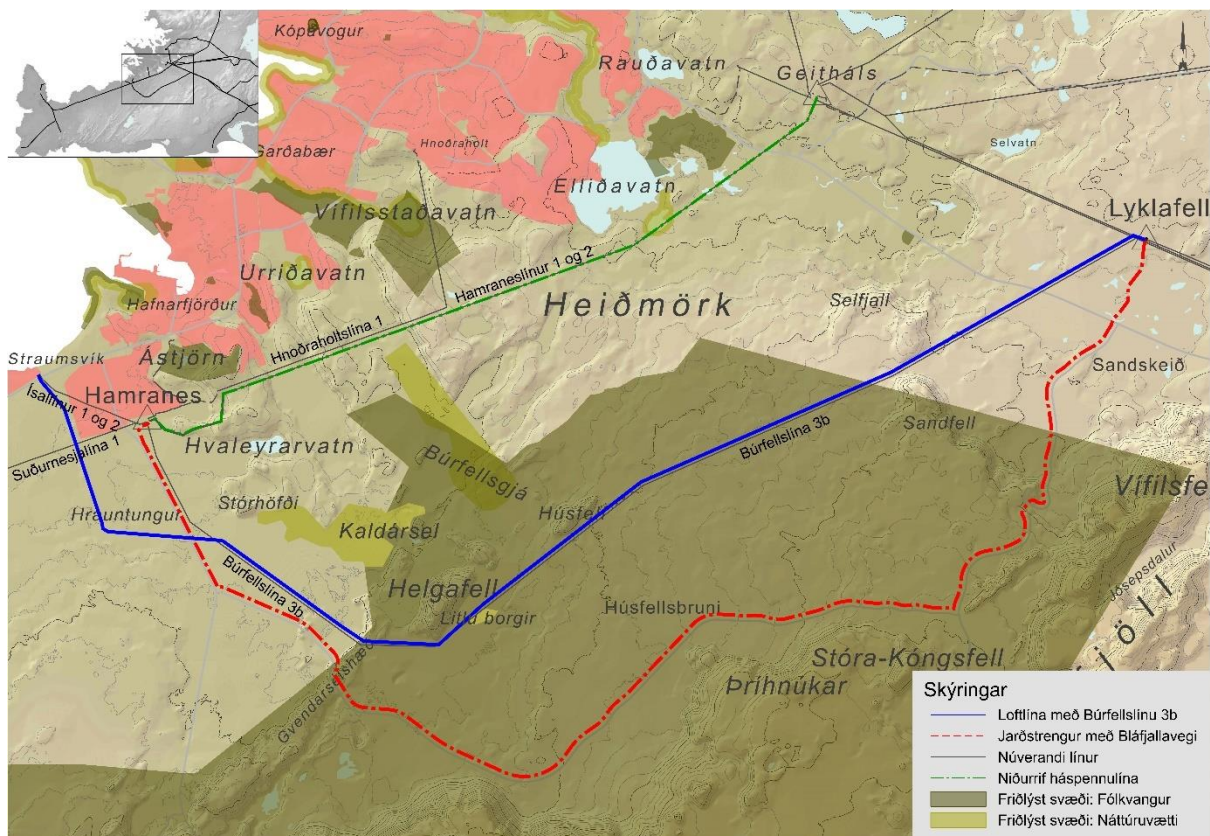 Kópavogur
Rauðavatn
Geitháls
Hnoðraholt
Selvatn
Garðabær
Elliðavatn
Vífilsstaðavatn
Lyklafell
Urriðavatn
Hamraneslínur 1 og 2
Heiðmörk
Hafnarfjörður
Selfjall
Hnoðraholtslína 1
Straumsvík
Ástjörn
Sandskeið
Hamranes
Ísallínur 1 og 2
Sandfell
Suðurnesjalína 1
Hvaleyrarvatn
Búrfellslína 3b
Búrfellsgjá
Vífilsfe
Stórhöfði
Húsfell
Hrauntungur
Kaldársel
Búrfellslína 3b
Helgafell
Jósepsdalur
Litlu borgir
Húsfellsbruni
Gvendarselshæð
Stóra-Kóngsfell
Þríhnúkar
jöll
Skýringar
Loftlína með Búrfellslínu 3b
Jarðstrengur með Bláfjallavegi
Núverandi línur
Niðurrif háspennulína
Friðlýst svæði: Fólkvangur
Friðlýst svæði: Náttúruvætti